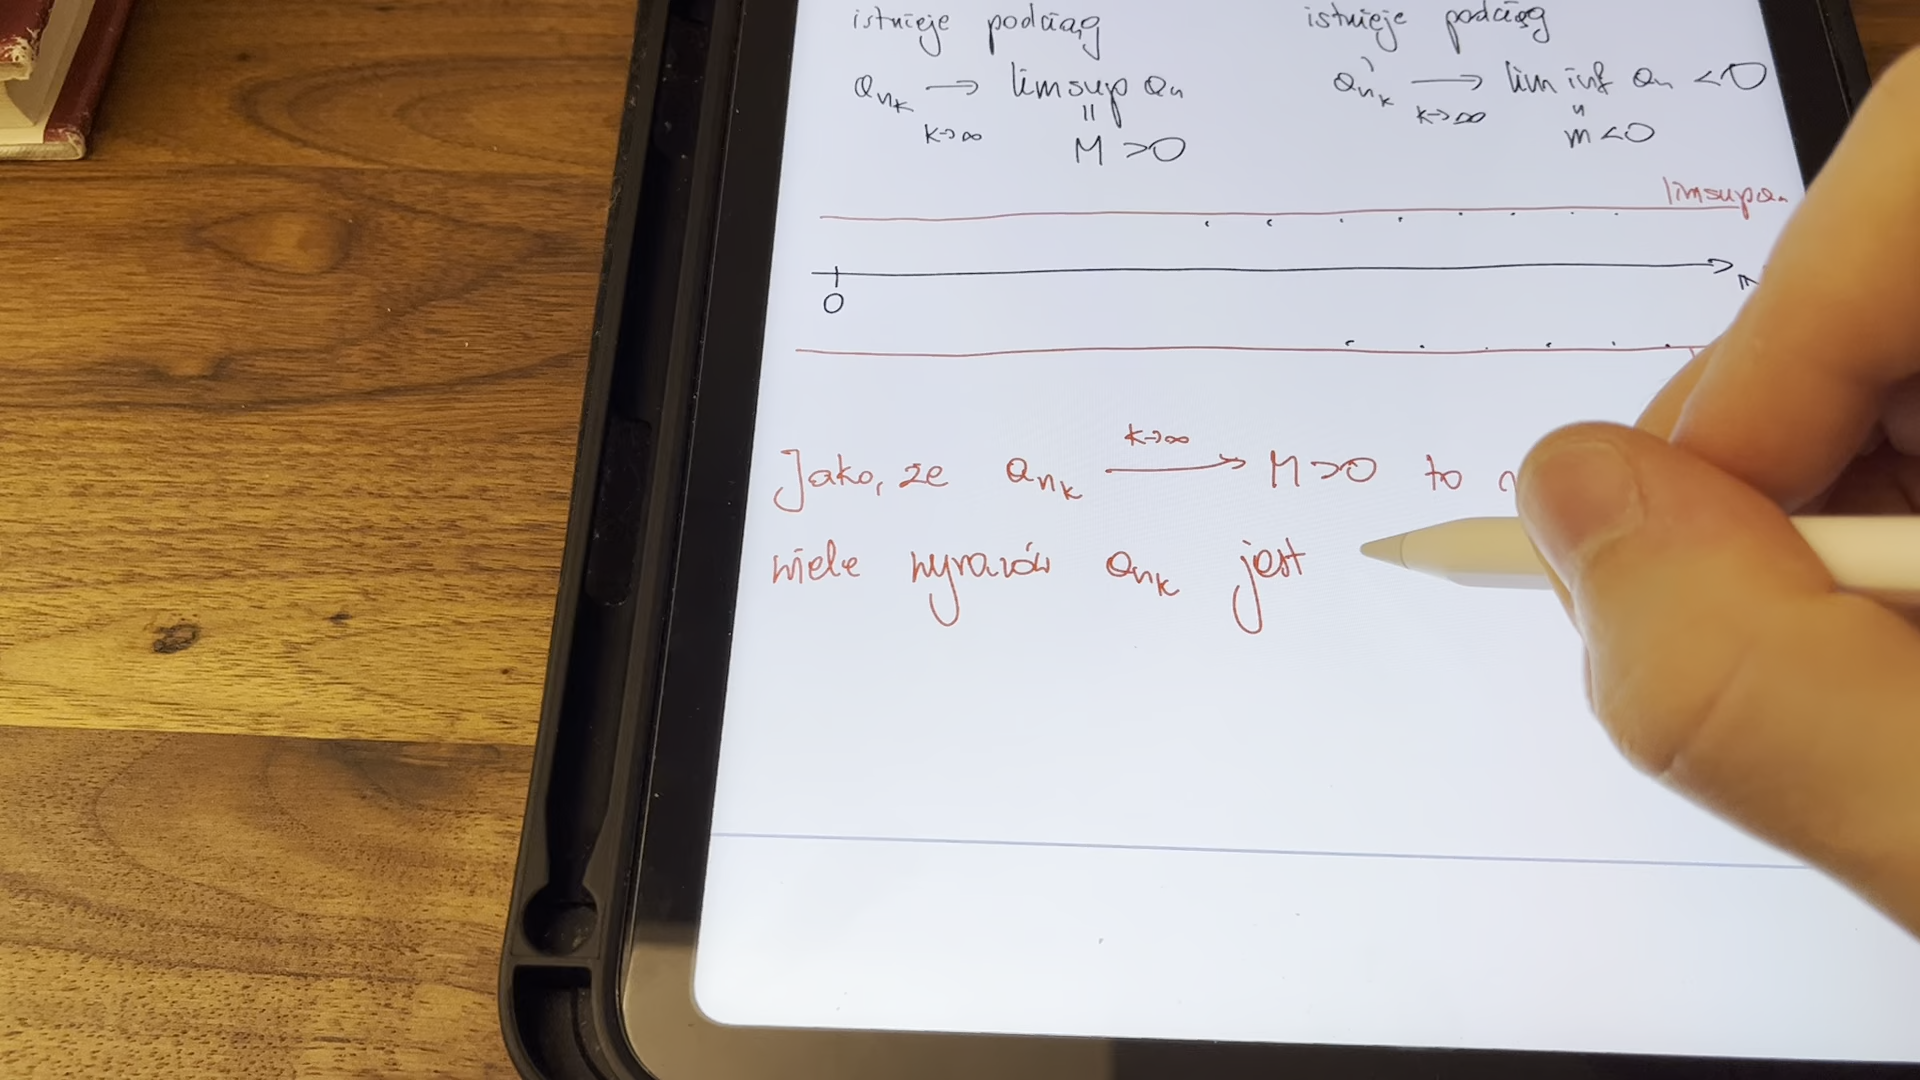 istnieje podciąg
a_{n_k} → limsup a_n
k→∞
=
M >0
istnieje podciąg
a'_{n_k} → lim inf a_n <0
k→∞
=
m <0
limsup a_n
0
n
k→∞
Jako, że a_{n_k} → M>0 to
wiele wyrazów a_{n_k} jest